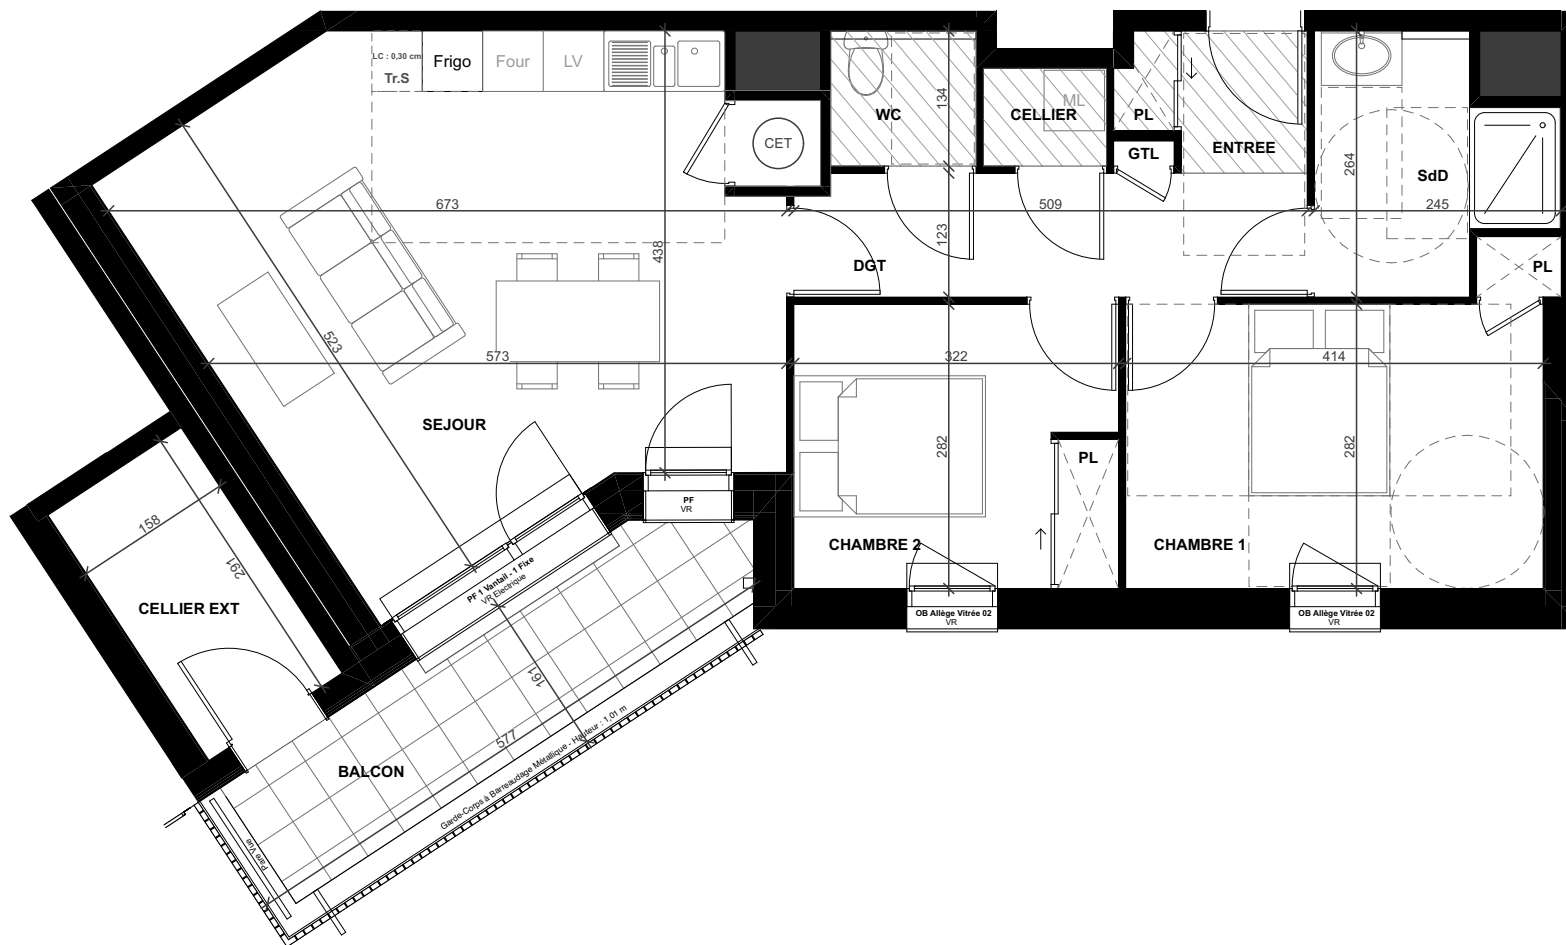 LC : 0,30 cm
Tr.S
Frigo
Four
LV
CET
WC
134
CELLIER
ML
PL
GTL
ENTREE
264
SdD
PL
673
438
509
245
123
DGT
523
573
322
414
SEJOUR
282
PL
282
CHAMBRE 2
CHAMBRE 1
PF
VR
158
291
CELLIER EXT
PF 1 Vantail - 1 Fixe
VR Electrique
OB Allège Vitrée 02
VR
OB Allège Vitrée 02
VR
161
577
BALCON
Garde-Corps à Barreaudage Métallique - Hauteur : 1,01 m
Pare Vue